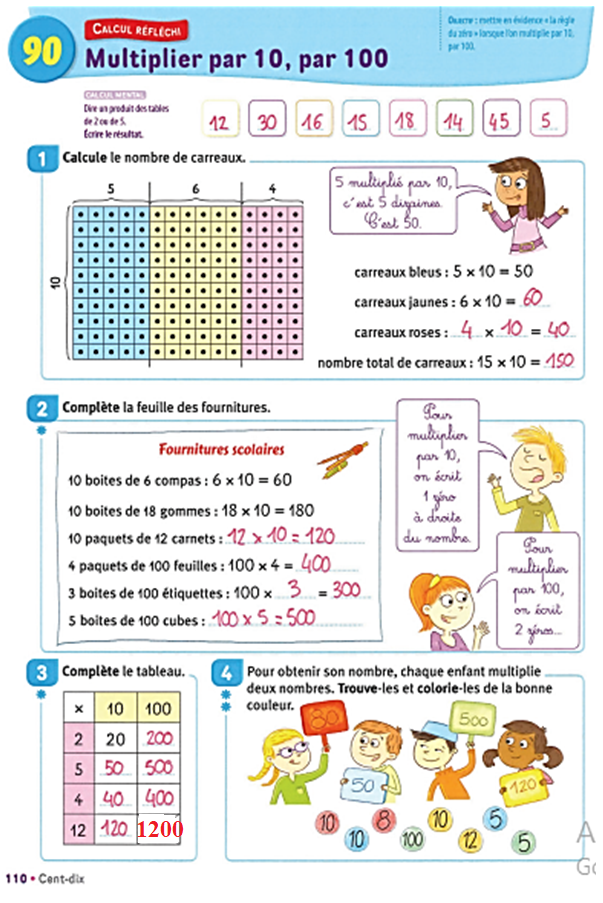 CALCUL RÉFLÉCHI
OBJECTIF : mettre en évidence « la règle
du zéro » lorsque l'on multiplie par 10,
par 100.
90
Multiplier par 10, par 100
CALCUL MENTAL
Dire un produit des tables
de 2 ou de 5.
Écrire le résultat.
12 30 16 15 18 14 45 5
1 Calcule le nombre de carreaux.
5 6 4
10
5 multiplié par 10,
c'est 5 dizaines.
C'est 50.
carreaux bleus : 5 × 10 = 50
carreaux jaunes : 6 × 10 = 60
carreaux roses : 4 × 10 = 40
nombre total de carreaux : 15 × 10 = 150
2 Complète la feuille des fournitures.
Fournitures scolaires
10 boites de 6 compas : 6 × 10 = 60
10 boites de 18 gommes : 18 × 10 = 180
10 paquets de 12 carnets : 12 × 10 = 120
4 paquets de 100 feuilles : 100 × 4 = 400
3 boites de 100 étiquettes : 100 × 3 = 300
5 boites de 100 cubes : 100 × 5 = 500
Pour
multiplier
par 10,
on écrit
1 zéro
à droite
du nombre.
Pour
multiplier
par 100,
on écrit
2 zéros...
3 Complète le tableau.
× 10 100
2 20 200
5 50 500
4 40 400
12 120 1200
4 Pour obtenir son nombre, chaque enfant multiplie
deux nombres. Trouve-les et colorie-les de la bonne
couleur.
80 50 500 120
10 10 8 100 10 12 5 5
110 • Cent-dix
A
Go